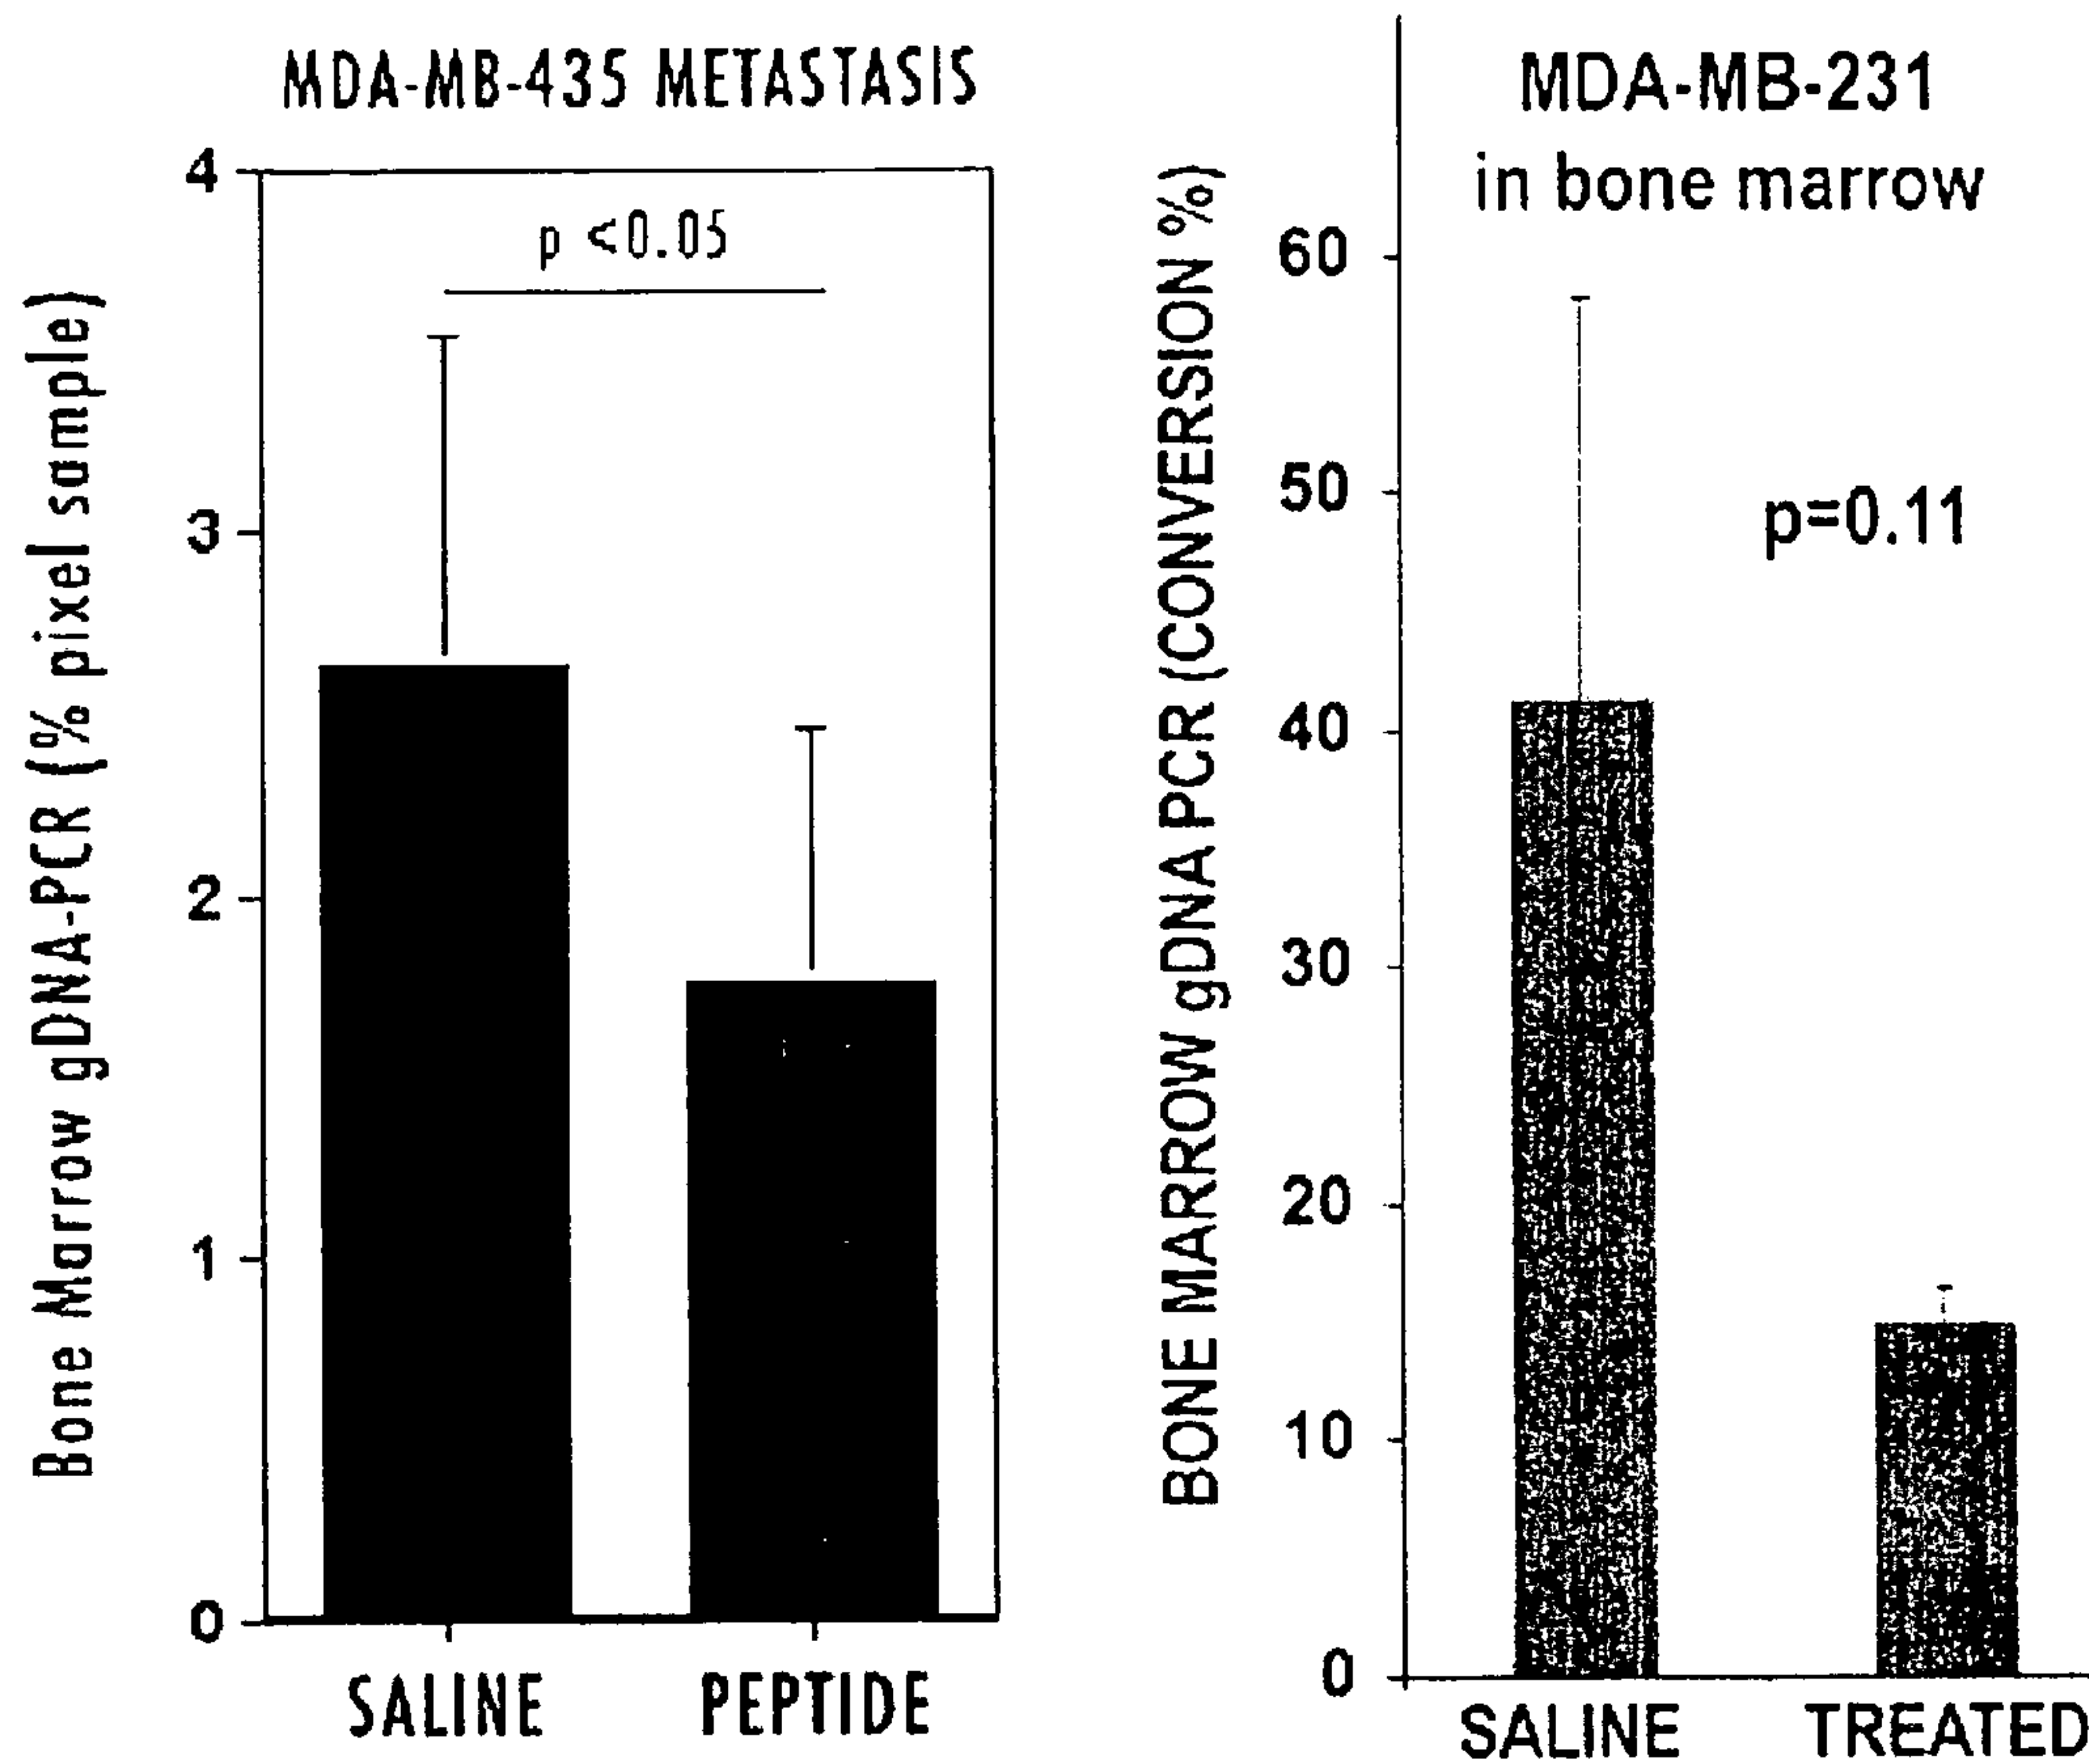 MDA-MB-435 METASTASIS
Bone Marrow gDNA-PCR (% pixel sample)
4
3
2
1
0
p <0.05
SALINE PEPTIDE
MDA-MB-231
in bone marrow
BONE MARROW gDNA PCR (CONVERSION %)
60
50
40
30
20
10
0
p=0.11
SALINE TREATED